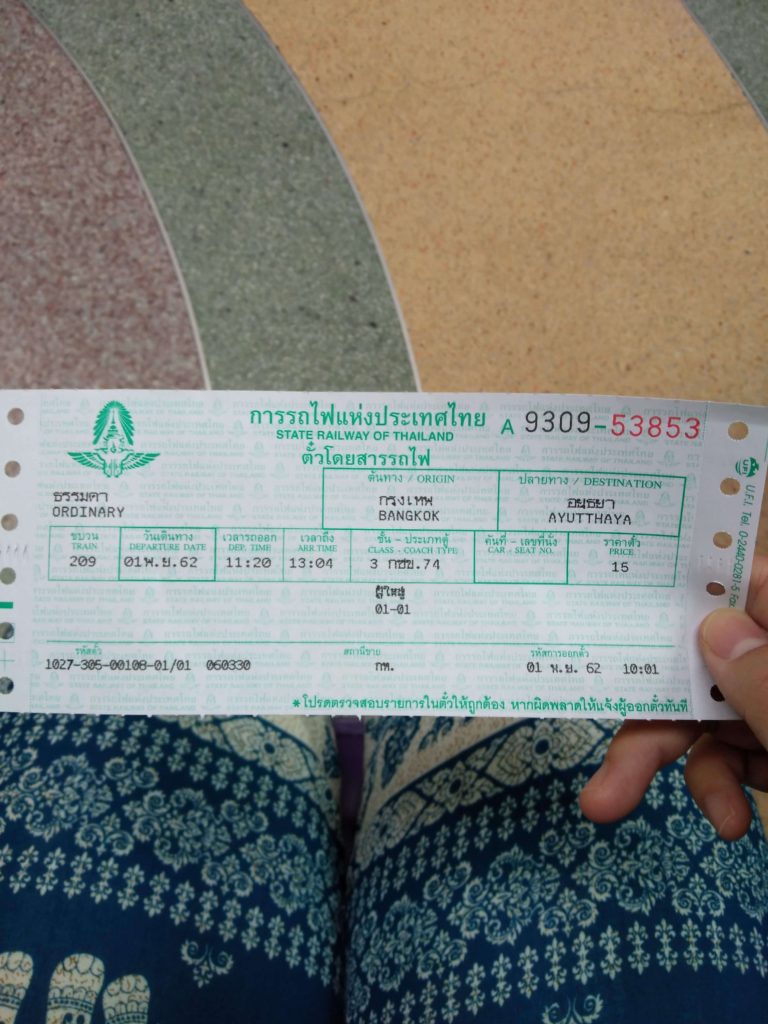 การรถไฟแห่งประเทศไทย A 9309-53853
STATE RAILWAY OF THAILAND
ตั๋วโดยสารรถไฟ
ต้นทาง / ORIGIN ปลายทาง / DESTINATION
ธรรมดา กรุงเทพ อยุธยา
ORDINARY BANGKOK AYUTTHAYA
ขบวน วันเดินทาง เวลารถออก เวลาถึง ชั้น - ประเภทตู้ คันที่ - เลขที่นั่ง ราคาตั๋ว
TRAIN DEPARTURE DATE DEP. TIME ARR TIME CLASS - COACH TYPE CAR - SEAT NO. PRICE
209 01 พ.ย. 62 11:20 13:04 3 กซข.74 15
ผู้ใหญ่
01-01
รหัสตั๋ว สถานีขาย รหัสการออกตั๋ว
1027-305-00108-01/01 060330 กท. 01 พ.ย. 62 10:01
*โปรดตรวจสอบรายการในตั๋วให้ถูกต้อง หากผิดพลาดให้แจ้งผู้ออกตั๋วทันที
U.F.I. Tel. 0-2440-0281-5